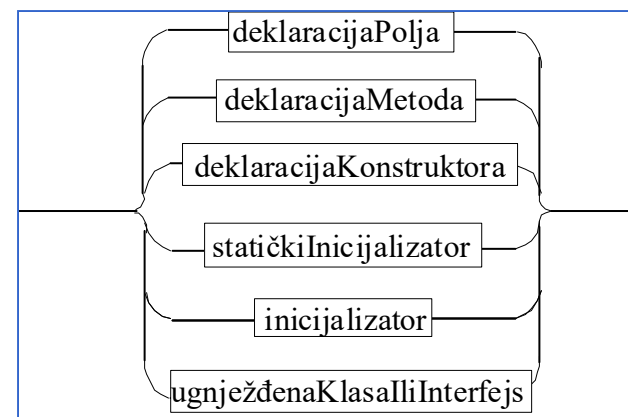 deklaracijaPolja
deklaracijaMetoda
deklaracijaKonstruktora
statičkiInicijalizator
inicijalizator
ugnježđenaKlasaIliInterfejs